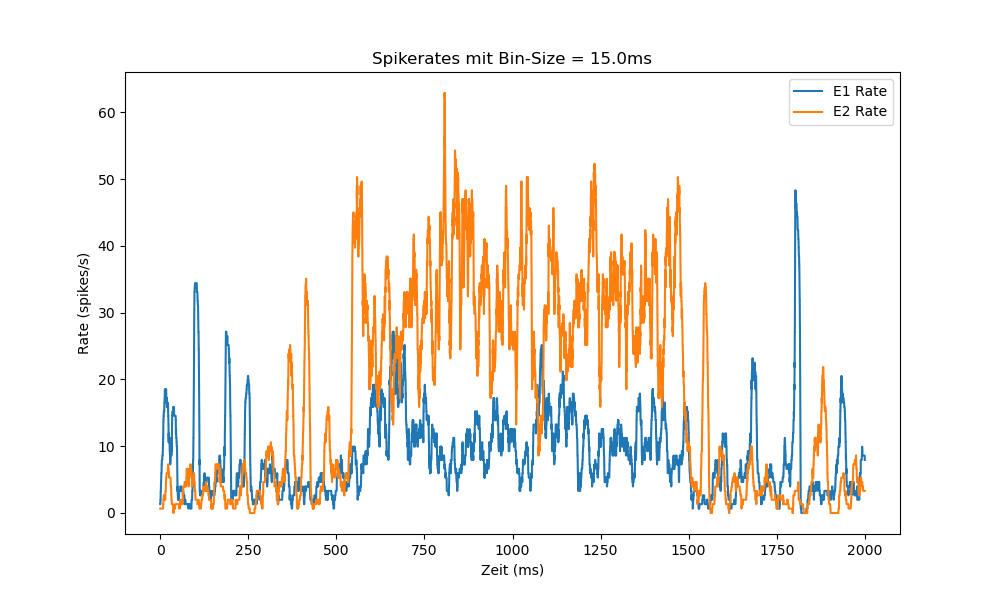 Spikerates mit Bin-Size = 15.0ms
E1 Rate
E2 Rate
60
50
40
30
20
10
0
Rate (spikes/s)
0 250 500 750 1000 1250 1500 1750 2000
Zeit (ms)